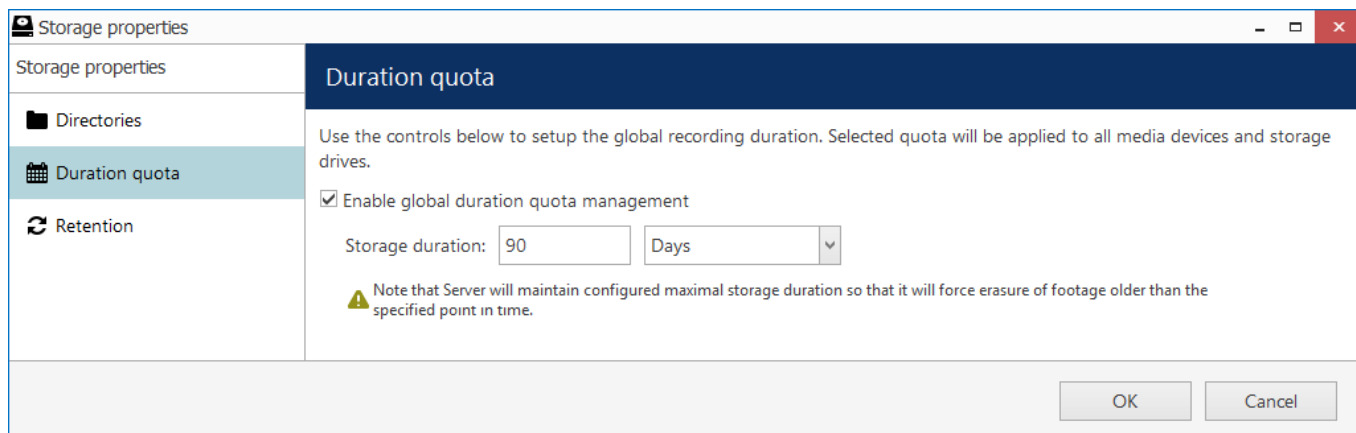 Storage properties
Storage properties
Directories
Duration quota
Retention
Duration quota
Use the controls below to setup the global recording duration. Selected quota will be applied to all media devices and storage
drives.
Enable global duration quota management
Storage duration: 90 Days
Note that Server will maintain configured maximal storage duration so that it will force erasure of footage older than the
specified point in time.
OK Cancel